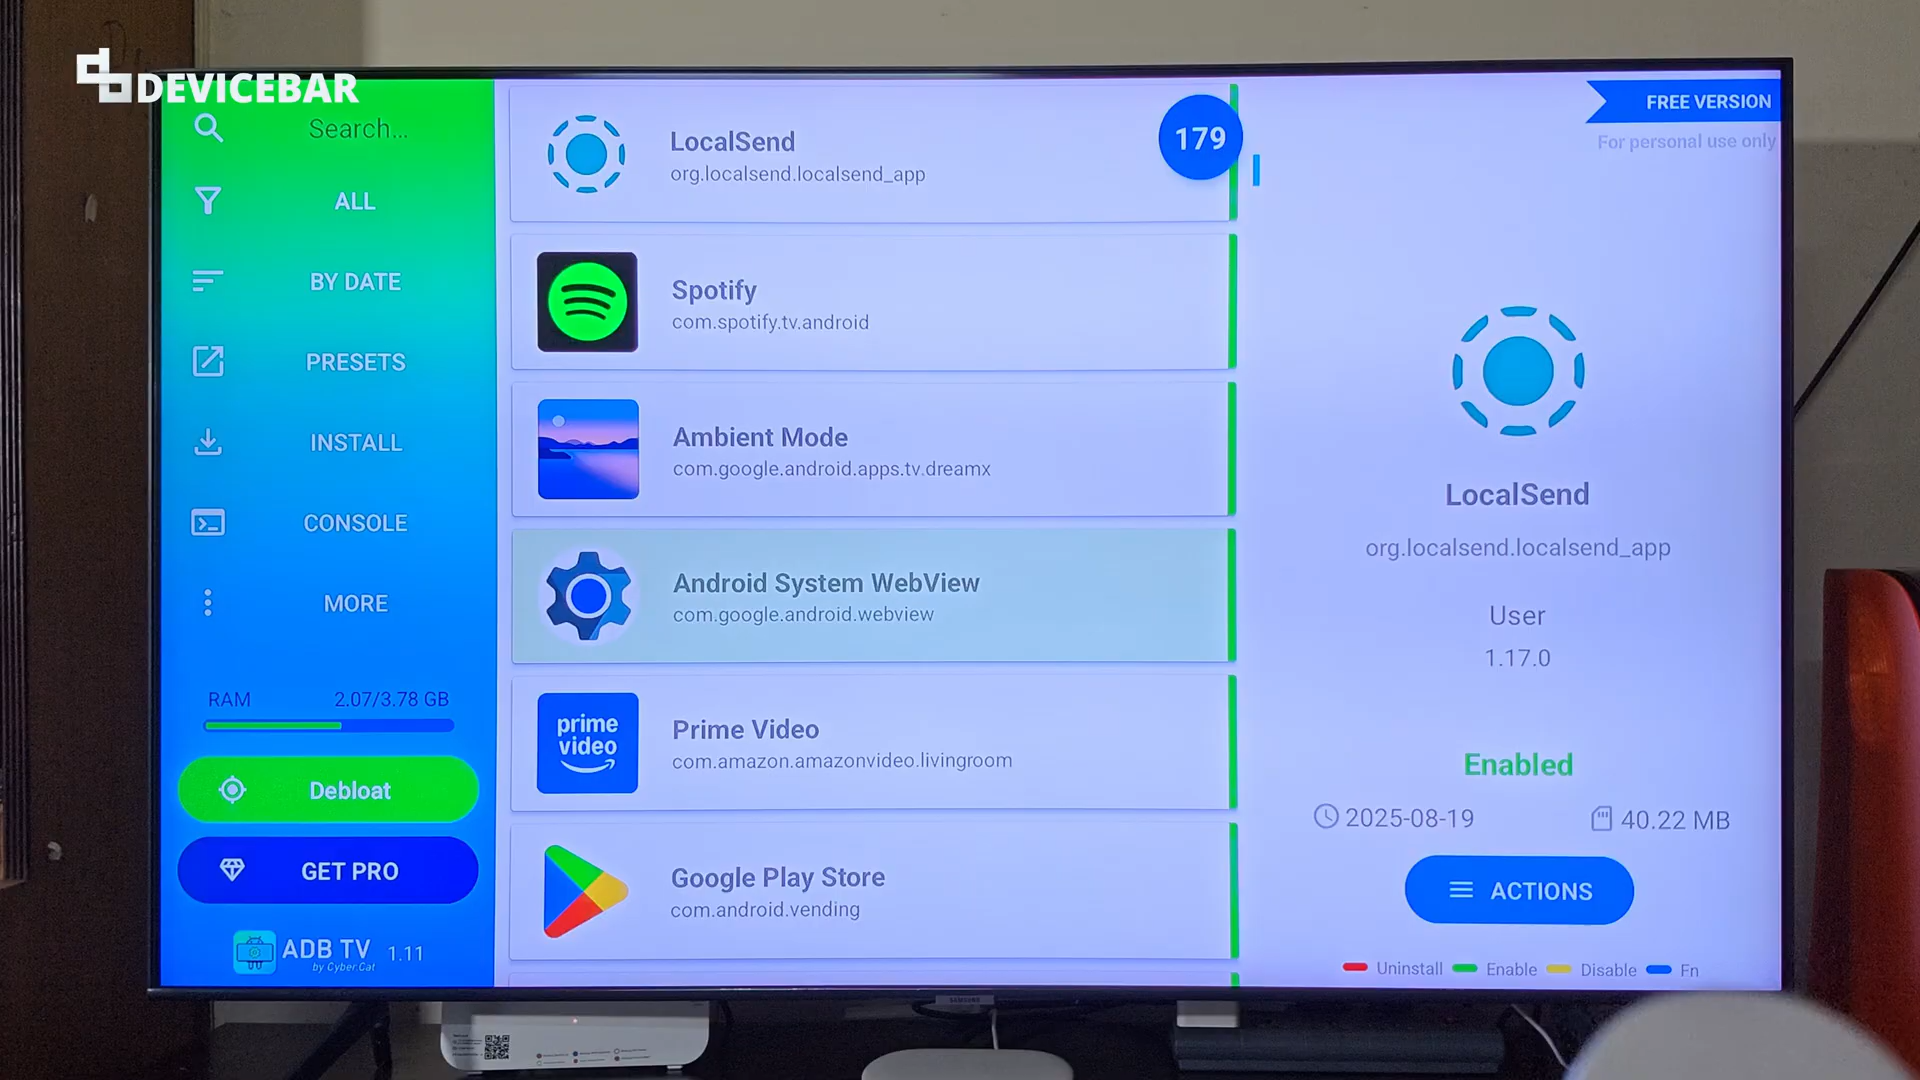 DEVICEBAR
Search...
ALL
BY DATE
PRESETS
INSTALL
CONSOLE
MORE
RAM 2.07/3.78 GB
Debloat
GET PRO
ADB TV 1.11
by Cyber.Cat
LocalSend
org.localsend.localsend_app
179
Spotify
com.spotify.tv.android
Ambient Mode
com.google.android.apps.tv.dreamx
Android System WebView
com.google.android.webview
prime
video
Prime Video
com.amazon.amazonvideo.livingroom
Google Play Store
com.android.vending
FREE VERSION
For personal use only
LocalSend
org.localsend.localsend_app
User
1.17.0
Enabled
2025-08-19 40.22 MB
ACTIONS
Uninstall Enable Disable Fn
SAMSUNG